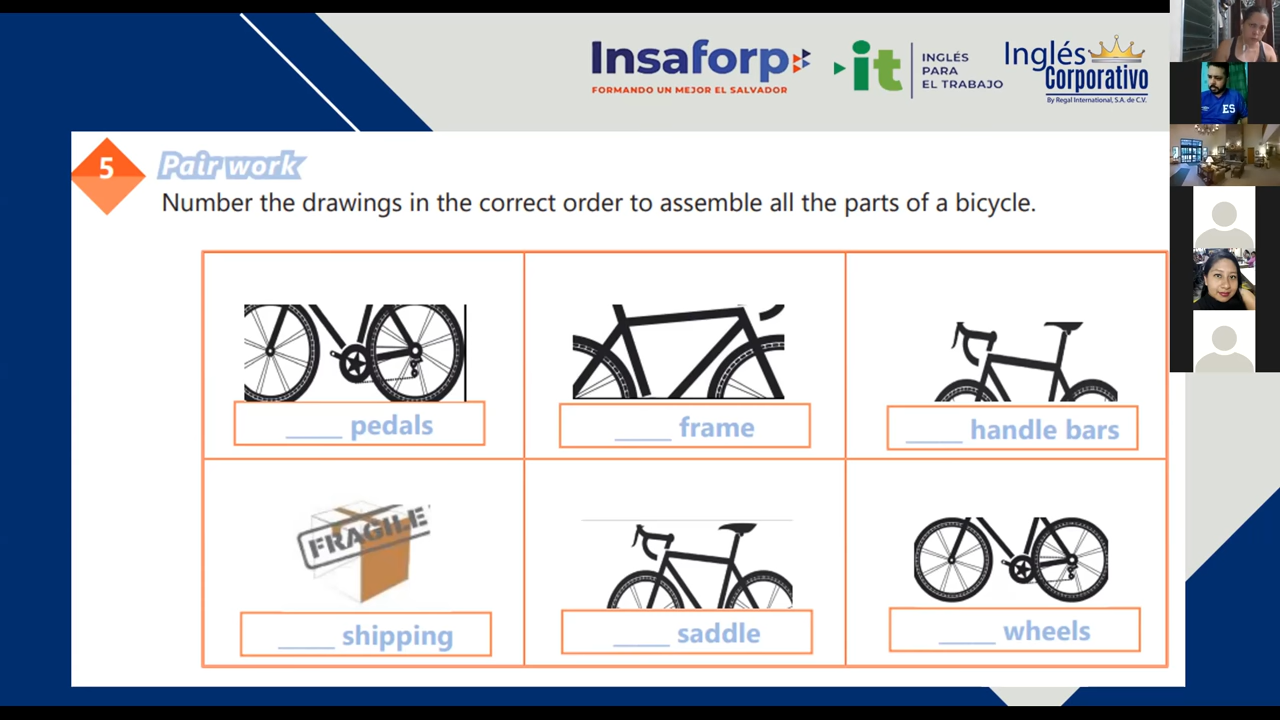 Insaforp
FORMANDO UN MEJOR EL SALVADOR
it
INGLÉS
PARA
EL TRABAJO
Inglés
Corporativo
By Regal International, S.A. de C.V.
ES
5
Pair work
Number the drawings in the correct order to assemble all the parts of a bicycle.
_____ pedals
_____ frame
_____ handle bars
FRAGILE
_____ shipping
_____ saddle
_____ wheels